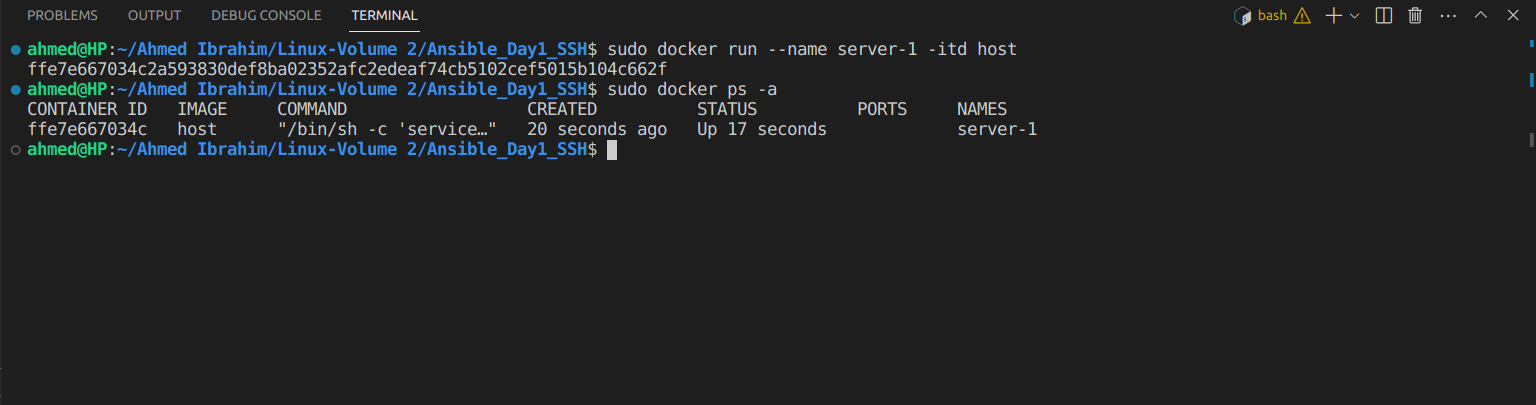 PROBLEMS OUTPUT DEBUG CONSOLE TERMINAL bash
ahmed@HP:~/Ahmed Ibrahim/Linux-Volume 2/Ansible_Day1_SSH$ sudo docker run --name server-1 -itd host
ffe7e667034c2a593830def8ba02352afc2edeaf74cb5102cef5015b104c662f
ahmed@HP:~/Ahmed Ibrahim/Linux-Volume 2/Ansible_Day1_SSH$ sudo docker ps -a
CONTAINER ID IMAGE COMMAND CREATED STATUS PORTS NAMES
ffe7e667034c host "/bin/sh -c 'service…" 20 seconds ago Up 17 seconds server-1
ahmed@HP:~/Ahmed Ibrahim/Linux-Volume 2/Ansible_Day1_SSH$